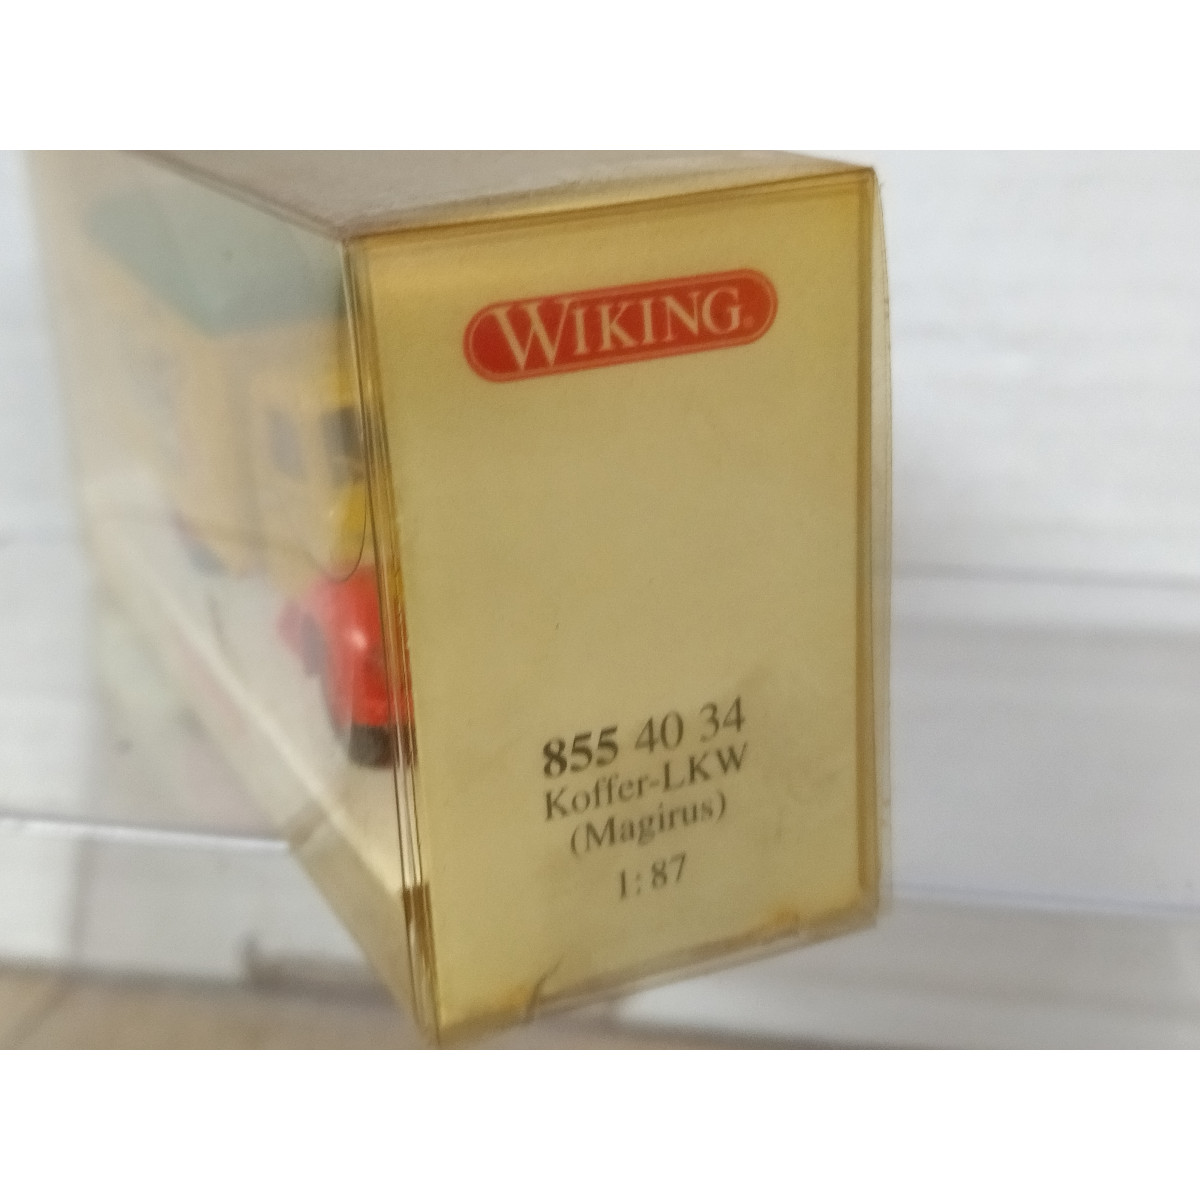 WIKING®
855 40 34
Koffer-LKW
(Magirus)
1:87